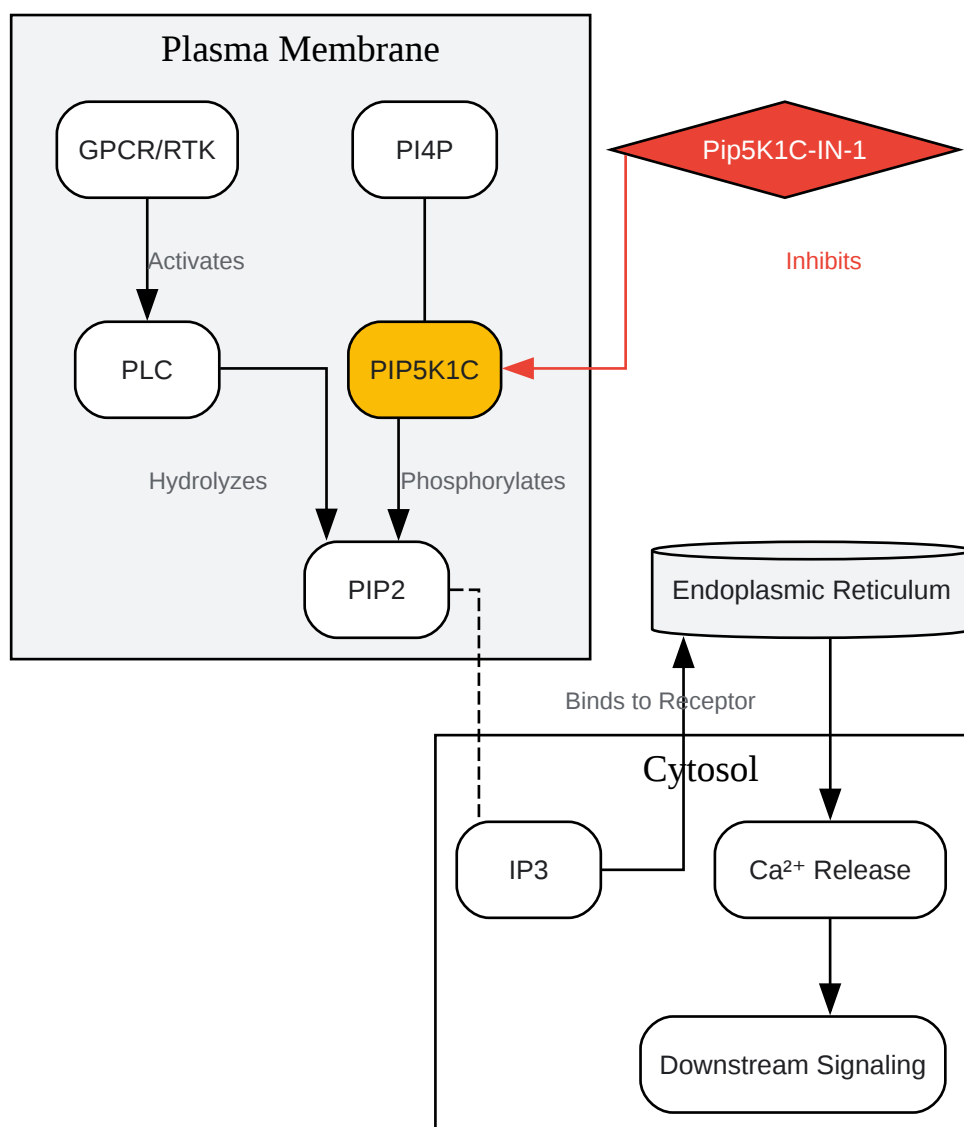 Plasma Membrane
GPCR/RTK
PI4P
Pip5K1C-IN-1
Activates
Inhibits
PLC
PIP5K1C
Hydrolyzes
Phosphorylates
PIP2
Endoplasmic Reticulum
Binds to Receptor
Cytosol
IP3
Ca²⁺ Release
Downstream Signaling